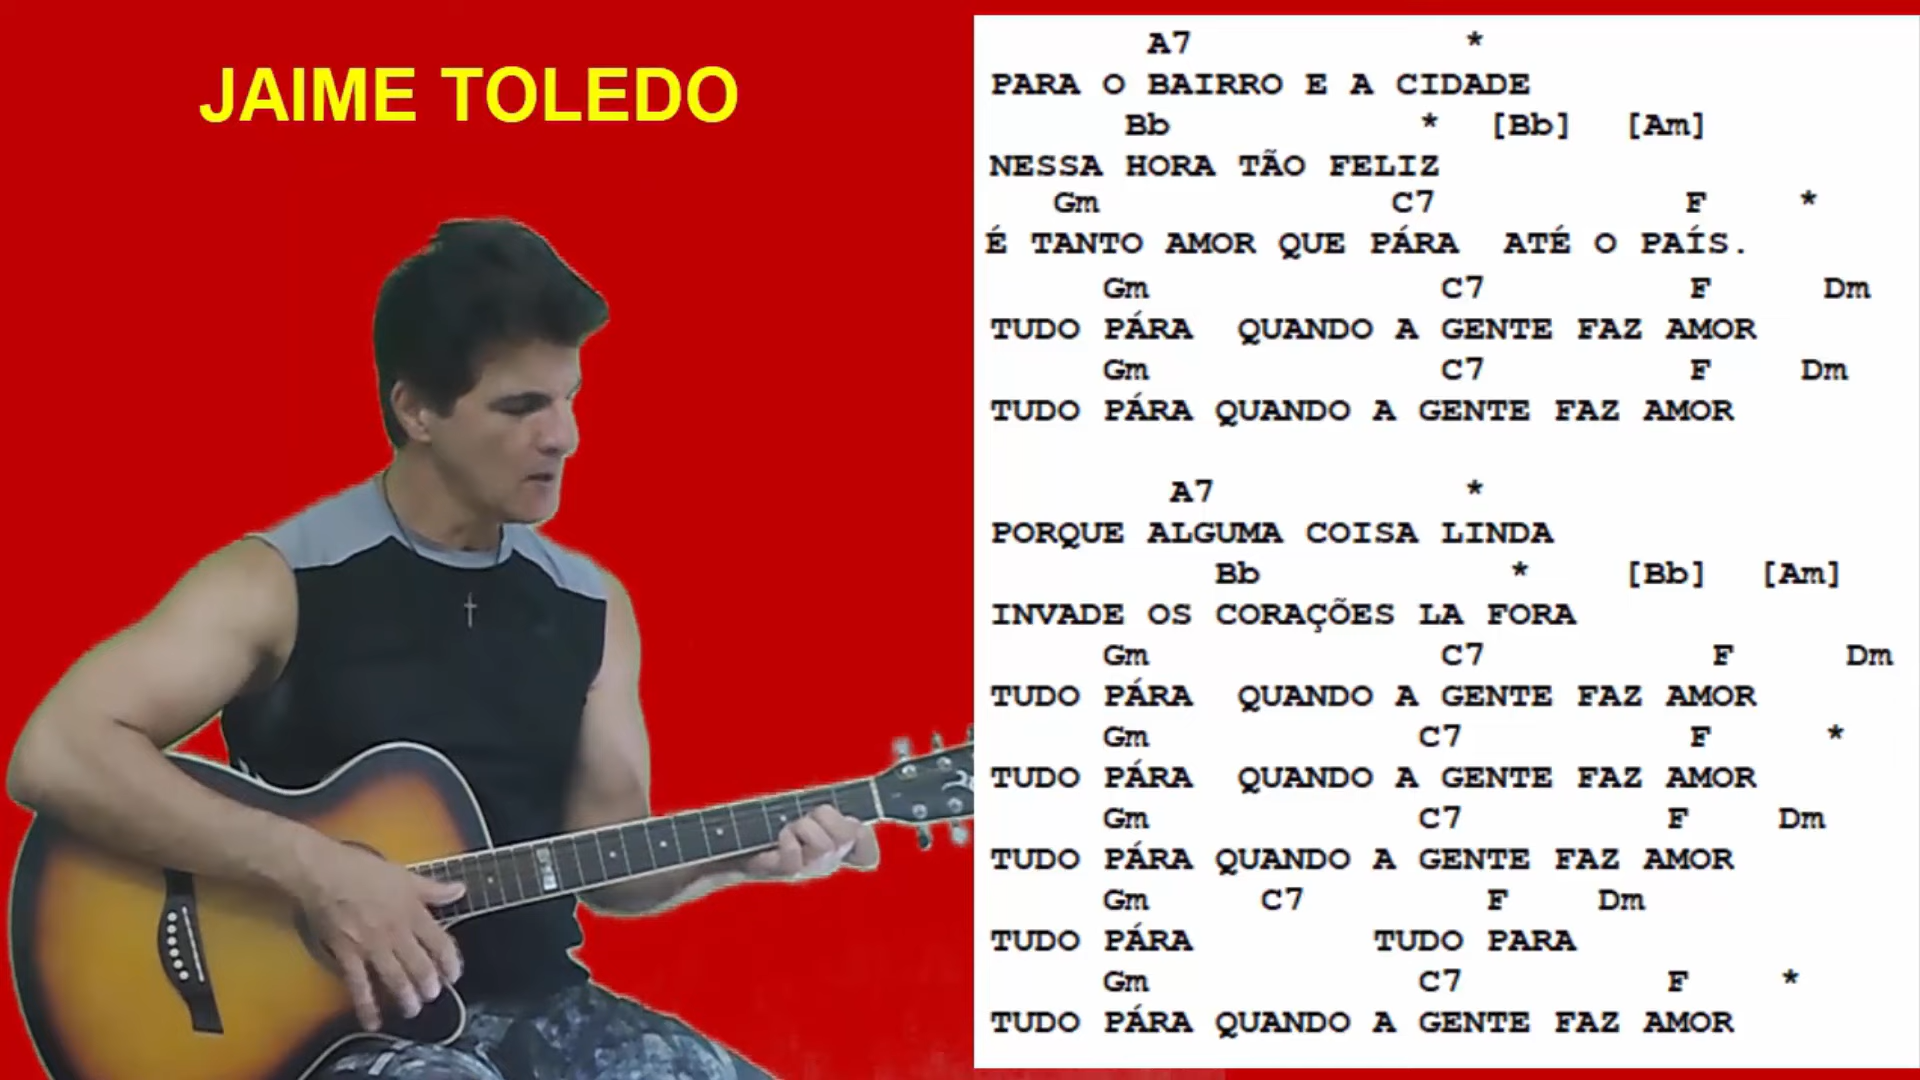 JAIME TOLEDO
A7 *
PARA O BAIRRO E A CIDADE
Bb * [Bb] [Am]
NESSA HORA TÃO FELIZ
Gm C7 F *
É TANTO AMOR QUE PÁRA ATÉ O PAÍS.
Gm C7 F Dm
TUDO PÁRA QUANDO A GENTE FAZ AMOR
Gm C7 F Dm
TUDO PÁRA QUANDO A GENTE FAZ AMOR
A7 *
PORQUE ALGUMA COISA LINDA
Bb * [Bb] [Am]
INVADE OS CORAÇÕES LA FORA
Gm C7 F Dm
TUDO PÁRA QUANDO A GENTE FAZ AMOR
Gm C7 F *
TUDO PÁRA QUANDO A GENTE FAZ AMOR
Gm C7 F Dm
TUDO PÁRA QUANDO A GENTE FAZ AMOR
Gm C7 F Dm
TUDO PÁRA TUDO PARA
Gm C7 F *
TUDO PÁRA QUANDO A GENTE FAZ AMOR